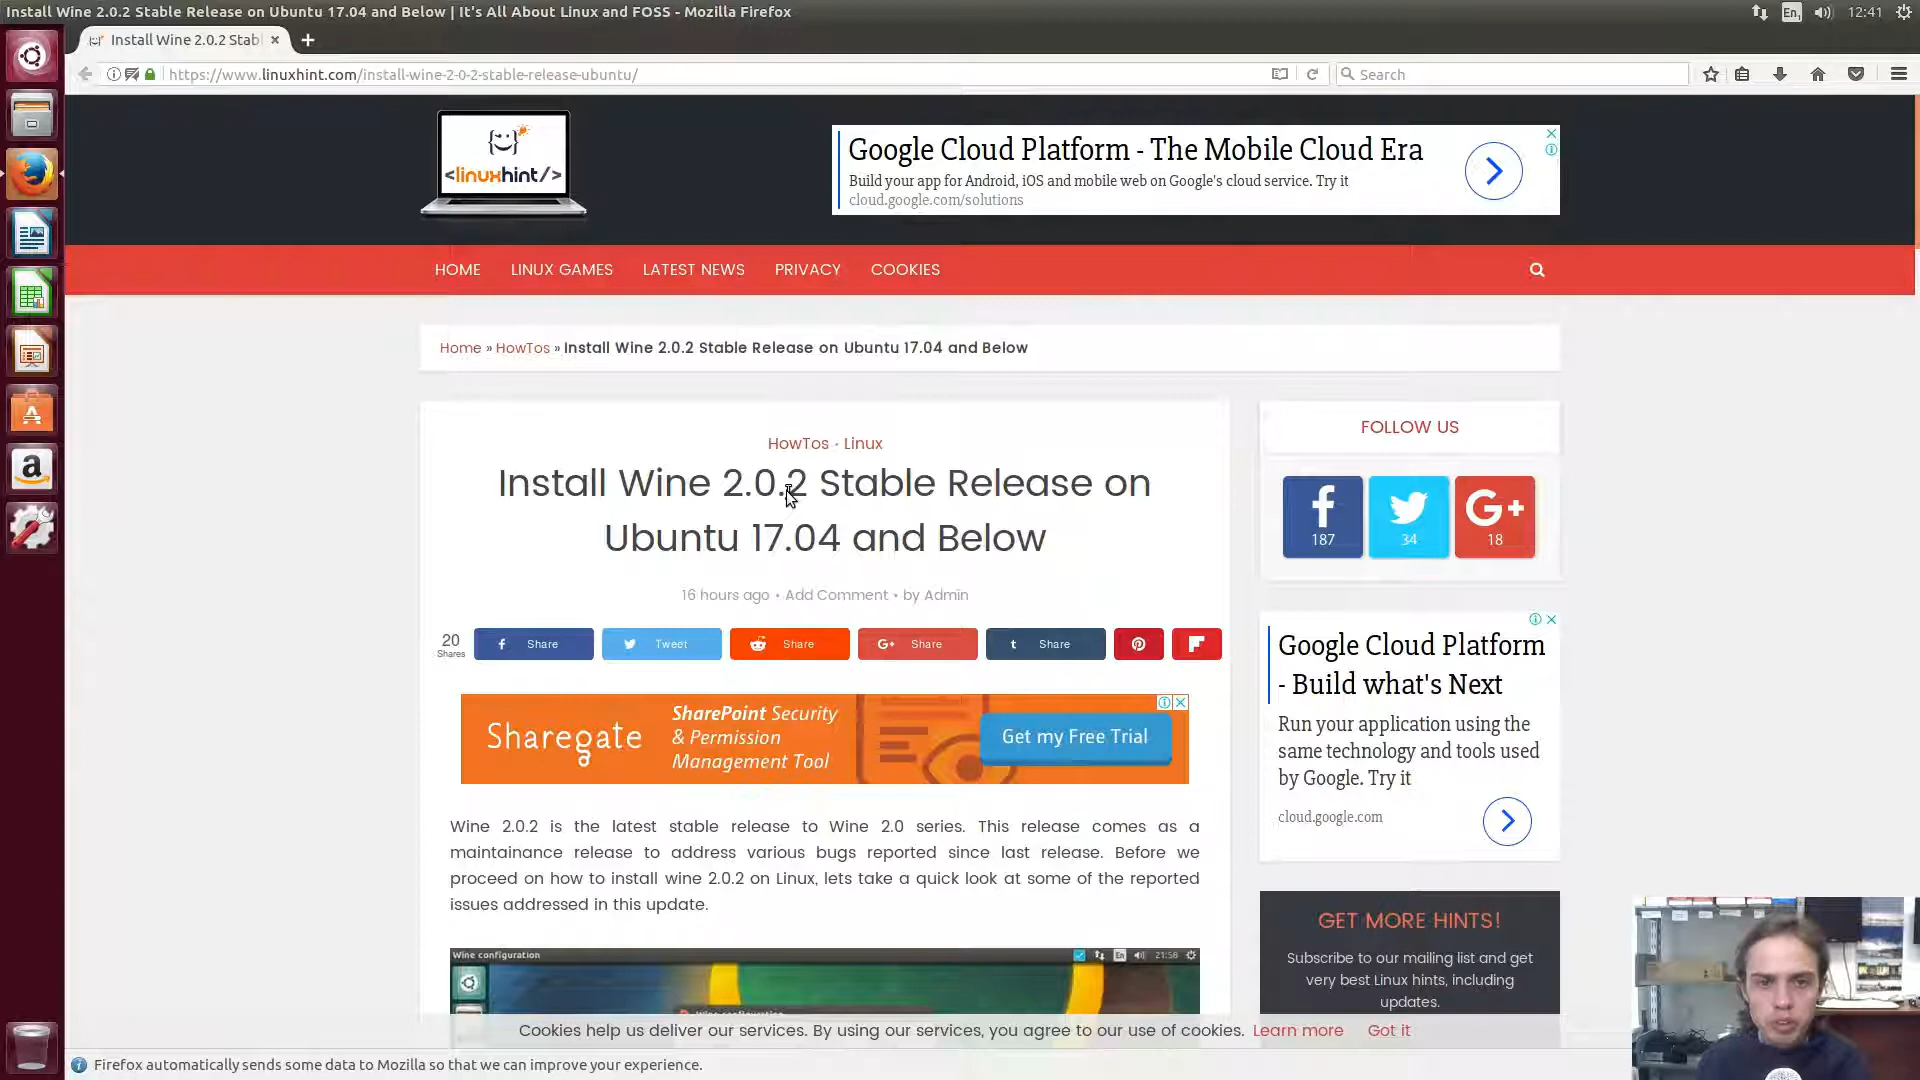 Install Wine 2.0.2 Stable Release on Ubuntu 17.04 and Below | It's All About Linux and FOSS - Mozilla Firefox
En
12:41
Install Wine 2.0.2 Stab
https://www.linuxhint.com/install-wine-2-0-2-stable-release-ubuntu/
Search
<linuxhint/>
Google Cloud Platform - The Mobile Cloud Era
Build your app for Android, iOS and mobile web on Google's cloud service. Try it
cloud.google.com/solutions
HOME LINUX GAMES LATEST NEWS PRIVACY COOKIES
Home » HowTos » Install Wine 2.0.2 Stable Release on Ubuntu 17.04 and Below
HowTos • Linux
Install Wine 2.0.2 Stable Release on
Ubuntu 17.04 and Below
16 hours ago • Add Comment • by Admin
20
Shares
Share
Tweet
Share
G+ Share
t Share
Sharegate
SharePoint Security
& Permission
Management Tool
Get my Free Trial
Wine 2.0.2 is the latest stable release to Wine 2.0 series. This release comes as a
maintainance release to address various bugs reported since last release. Before we
proceed on how to install wine 2.0.2 on Linux, lets take a quick look at some of the reported
issues addressed in this update.
Wine configuration
En
21:58
FOLLOW US
187
34
G+
18
Google Cloud Platform
- Build what's Next
Run your application using the
same technology and tools used
by Google. Try it
cloud.google.com
GET MORE HINTS!
Subscribe to our mailing list and get
very best Linux hints, including
updates.
Cookies help us deliver our services. By using our services, you agree to our use of cookies. Learn more Got it
Firefox automatically sends some data to Mozilla so that we can improve your experience.